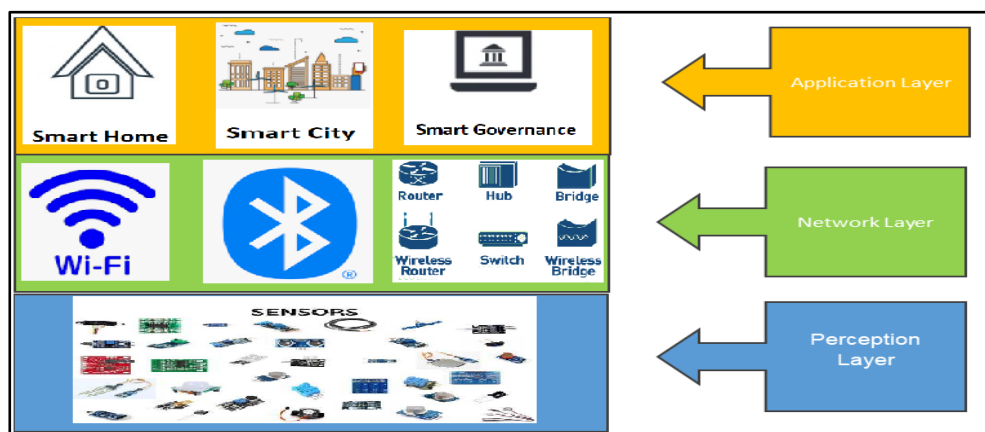 Smart Home
Smart City
Smart Governance
Application Layer
Wi-Fi
®
Router
Hub
Bridge
Wireless
Router
Switch
Wireless
Bridge
Network Layer
SENSORS
Perception
Layer